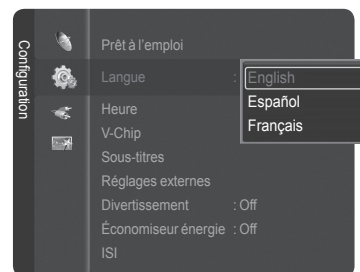 Configuration
Prêt à l'emploi
Langue : English
Español
Français
Heure
V-Chip
Sous-titres
Réglages externes
Divertissement : Off
Économiseur énergie : Off
ISI